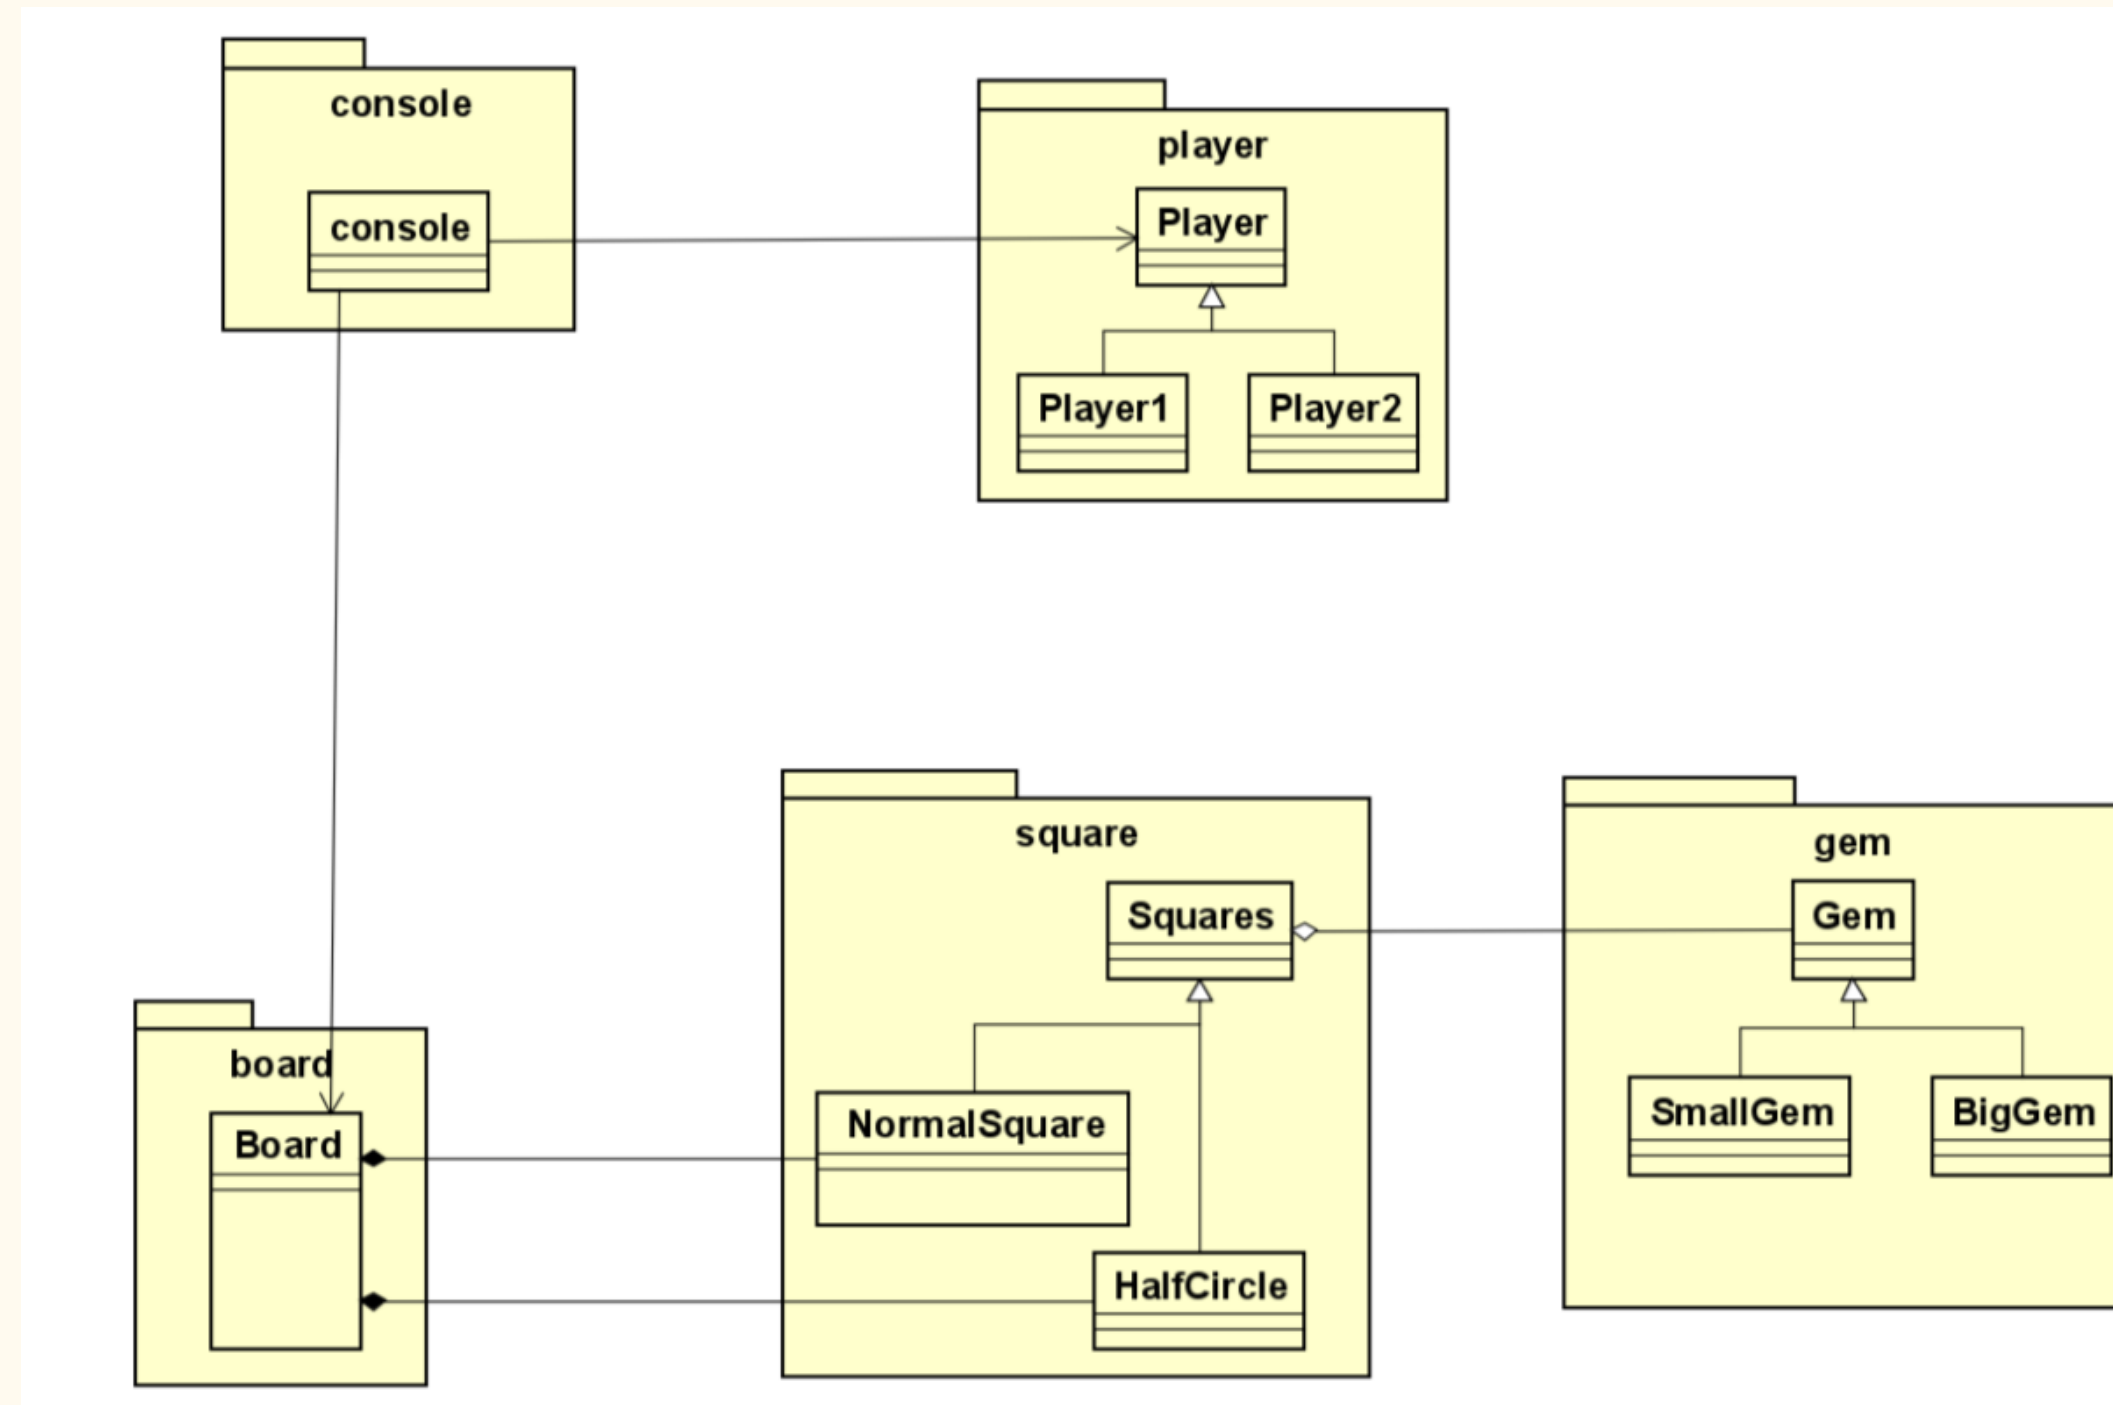 console
console
player
Player
Player1
Player2
square
Squares
NormalSquare
HalfCircle
gem
Gem
SmallGem
BigGem
board
Board